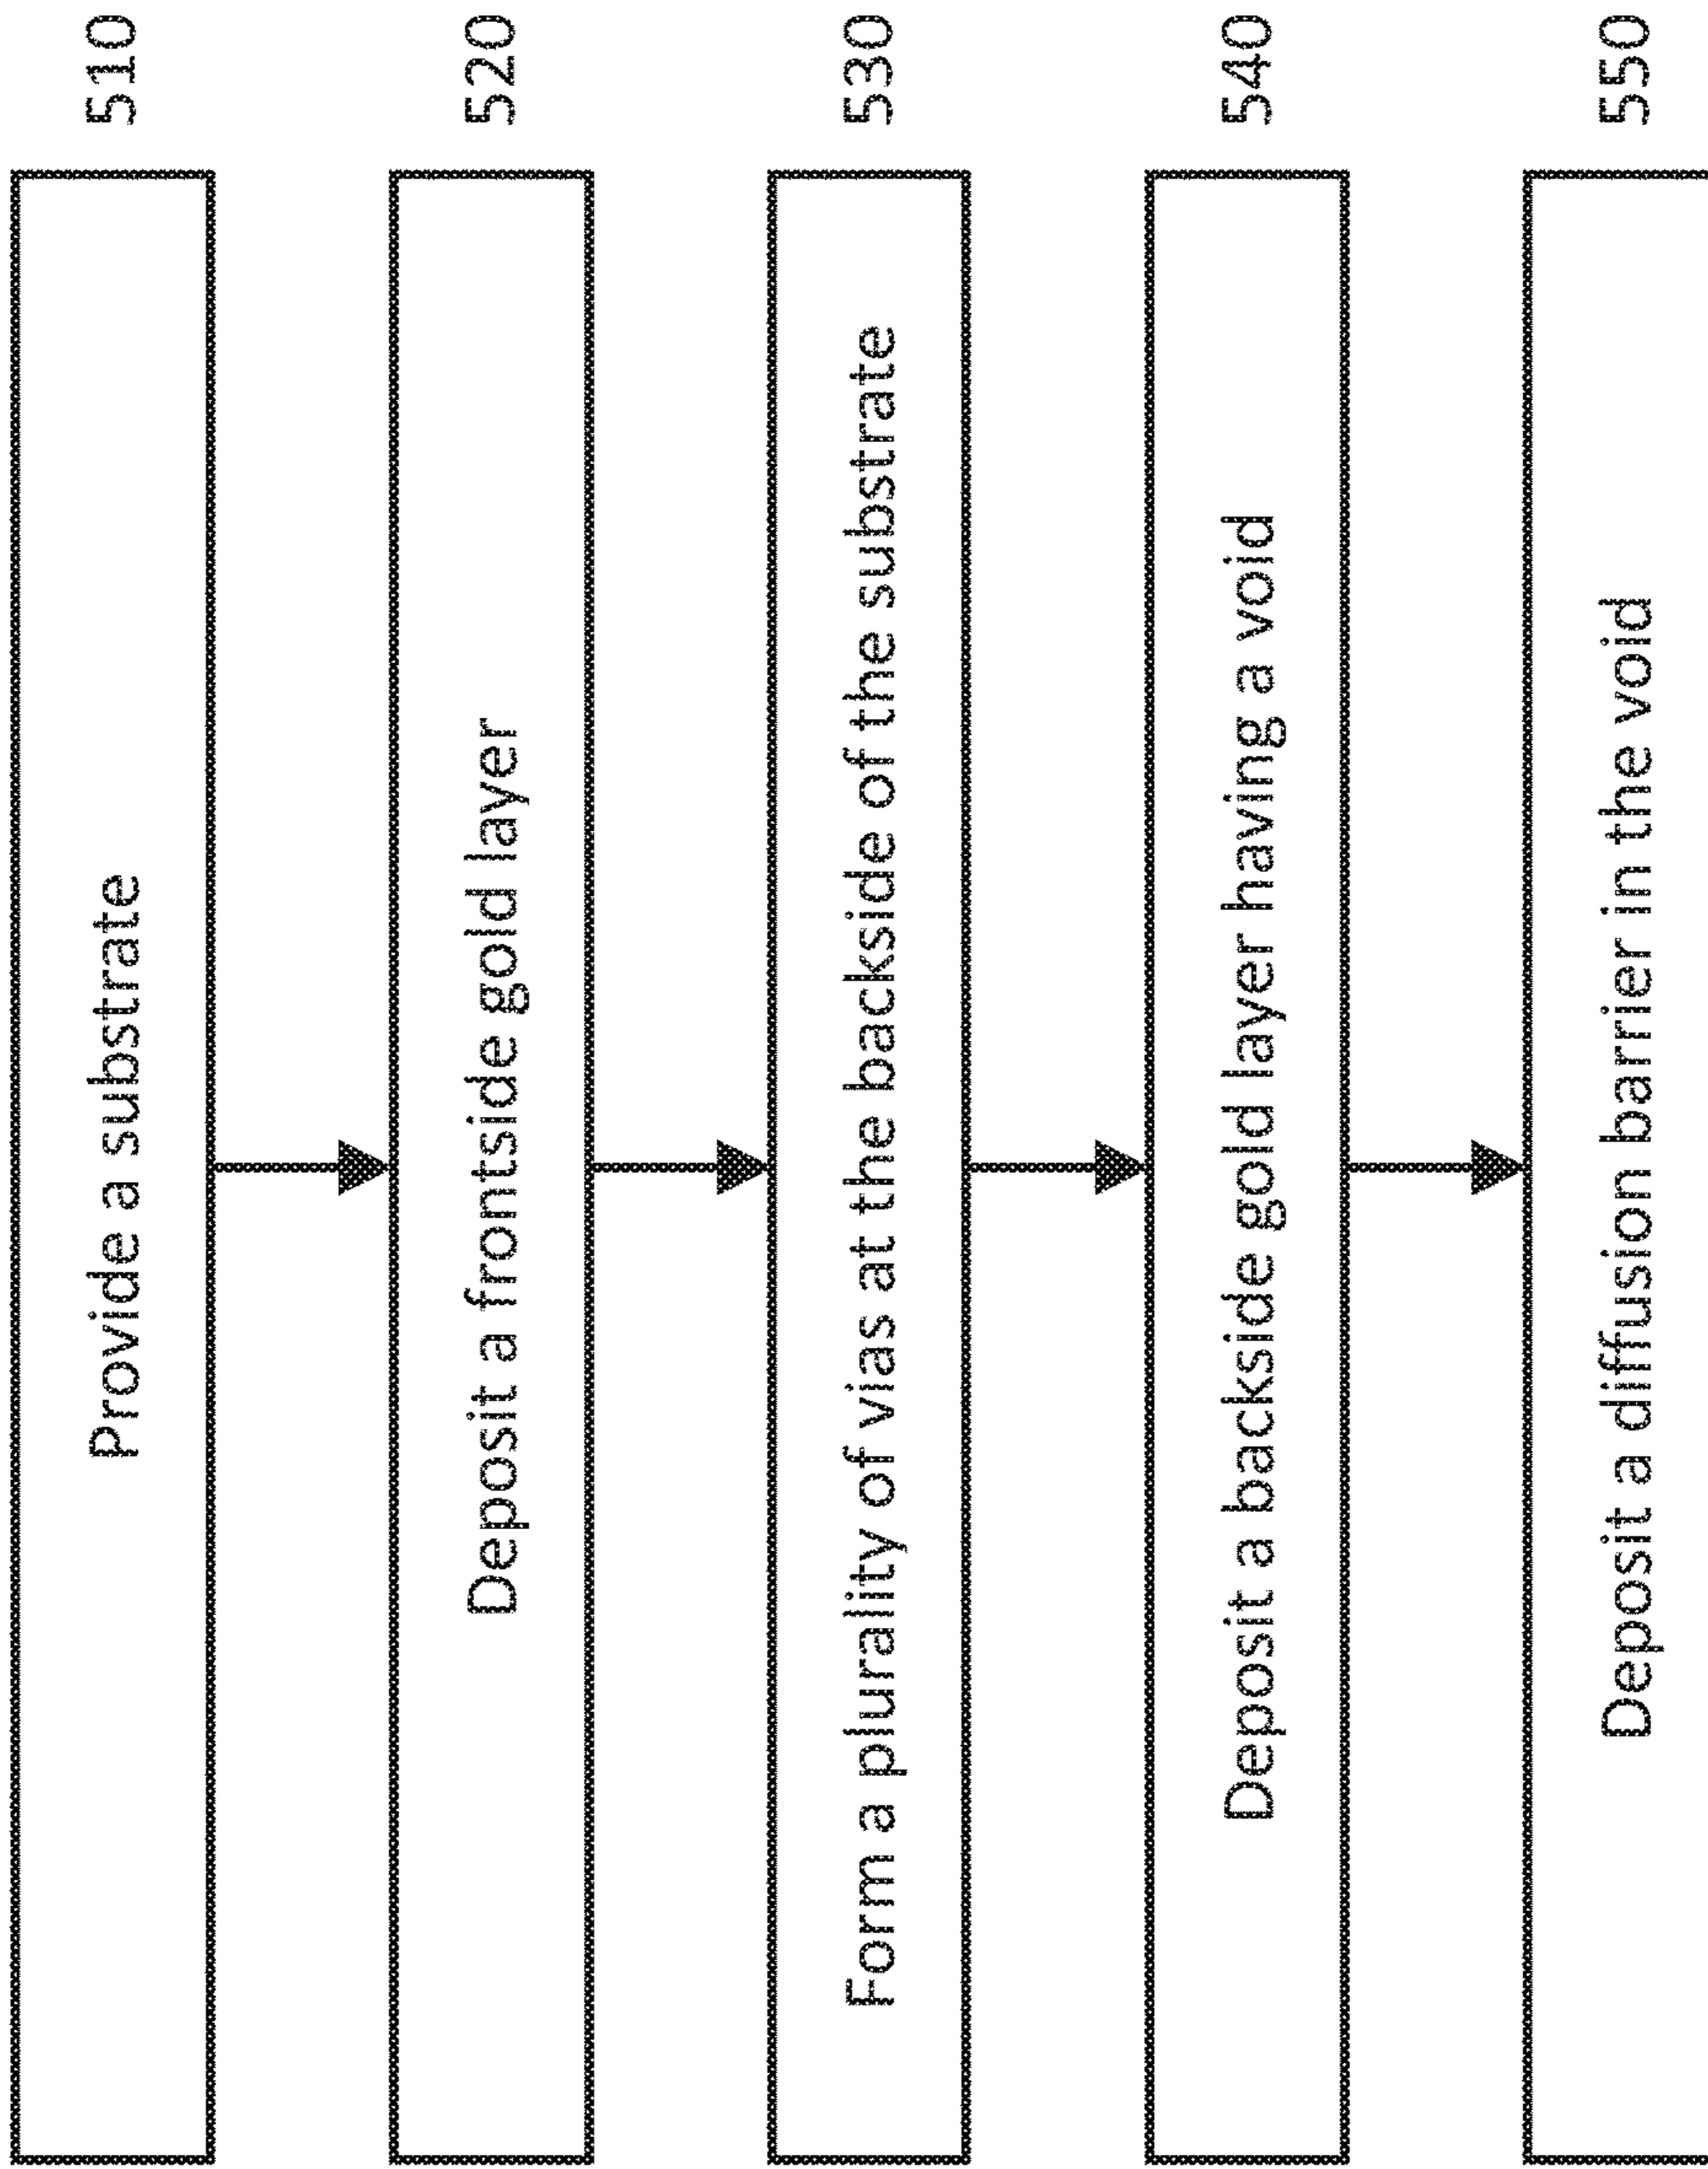 Provide a substrate 510
Deposit a frontside gold layer 520
Form a plurality of vias at the backside of the substrate 530
Deposit a backside gold layer having a void 540
Deposit a diffusion barrier in the void 550